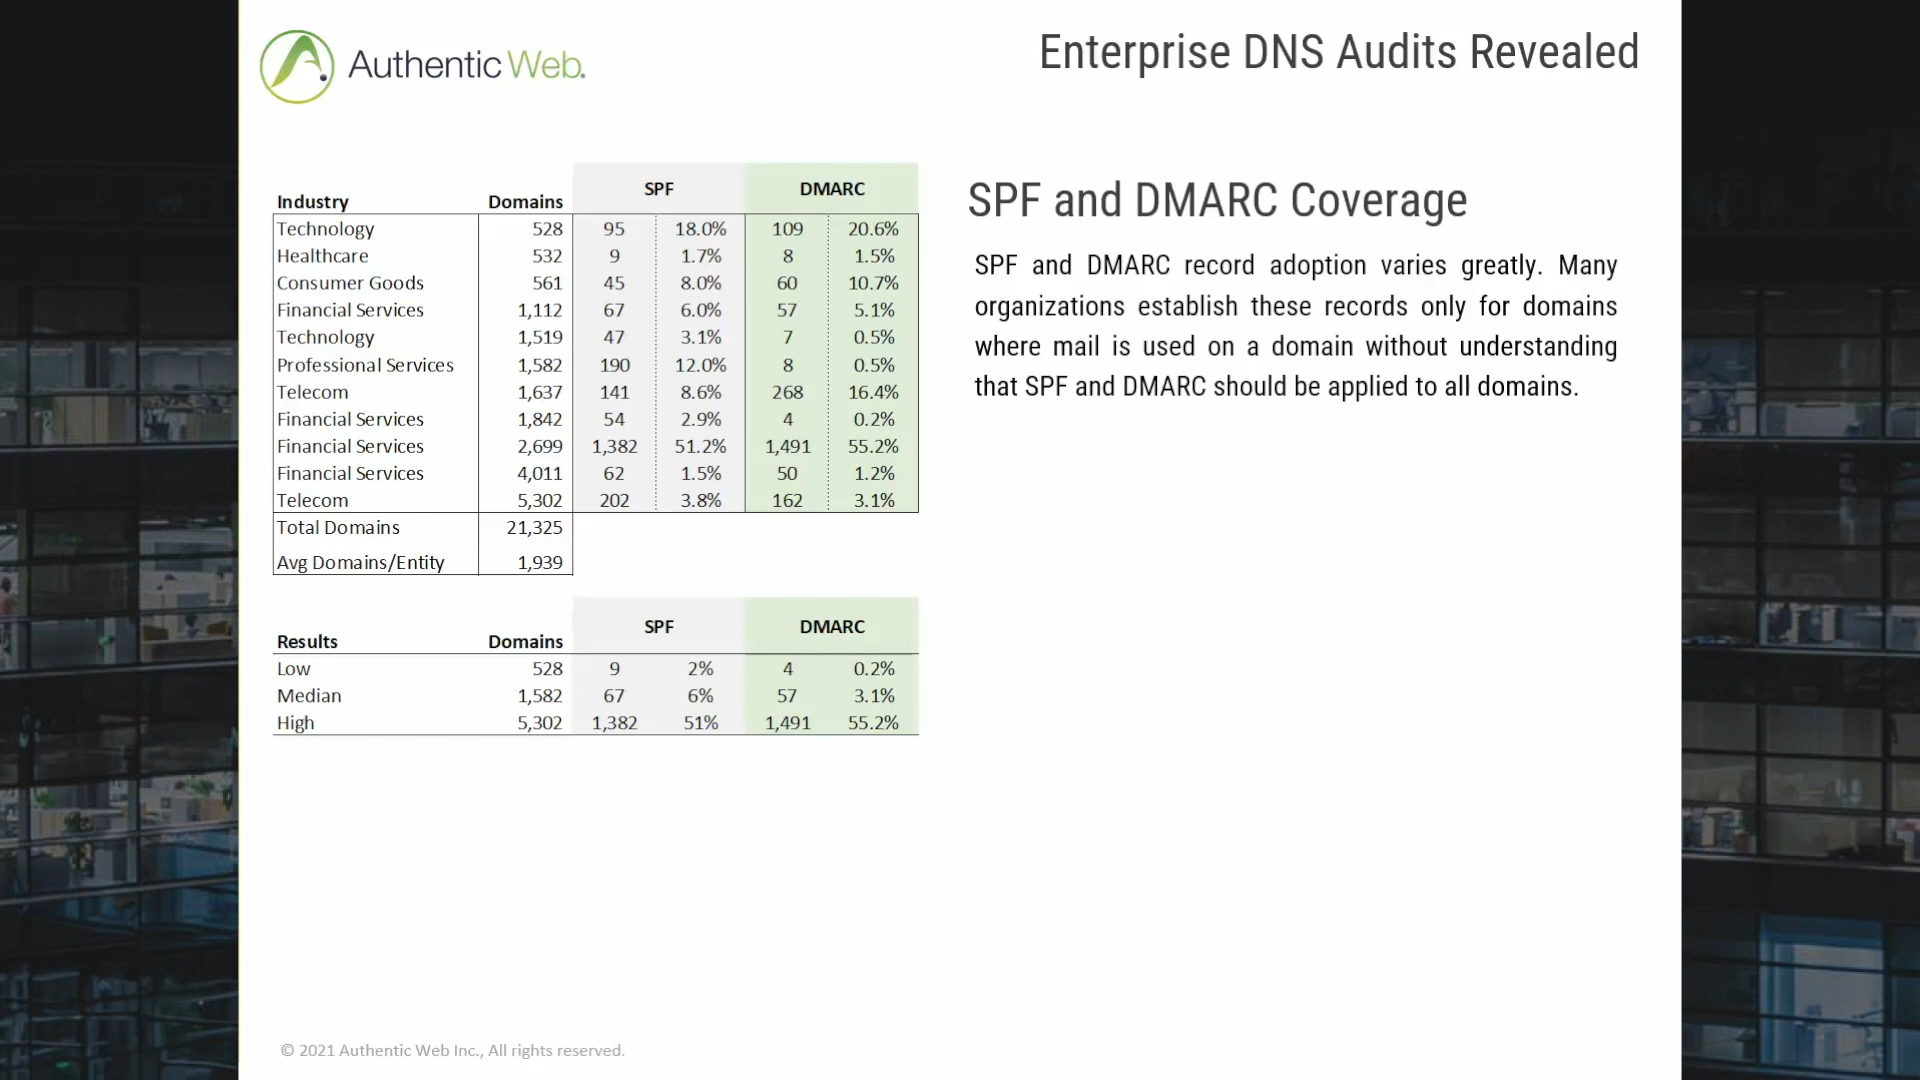 Authentic Web.
Enterprise DNS Audits Revealed
SPF DMARC
Industry Domains
Technology 528 95 18.0% 109 20.6%
Healthcare 532 9 1.7% 8 1.5%
Consumer Goods 561 45 8.0% 60 10.7%
Financial Services 1,112 67 6.0% 57 5.1%
Technology 1,519 47 3.1% 7 0.5%
Professional Services 1,582 190 12.0% 8 0.5%
Telecom 1,637 141 8.6% 268 16.4%
Financial Services 1,842 54 2.9% 4 0.2%
Financial Services 2,699 1,382 51.2% 1,491 55.2%
Financial Services 4,011 62 1.5% 50 1.2%
Telecom 5,302 202 3.8% 162 3.1%
Total Domains 21,325
Avg Domains/Entity 1,939
SPF DMARC
Results Domains
Low 528 9 2% 4 0.2%
Median 1,582 67 6% 57 3.1%
High 5,302 1,382 51% 1,491 55.2%
SPF and DMARC Coverage
SPF and DMARC record adoption varies greatly. Many
organizations establish these records only for domains
where mail is used on a domain without understanding
that SPF and DMARC should be applied to all domains.
© 2021 Authentic Web Inc., All rights reserved.